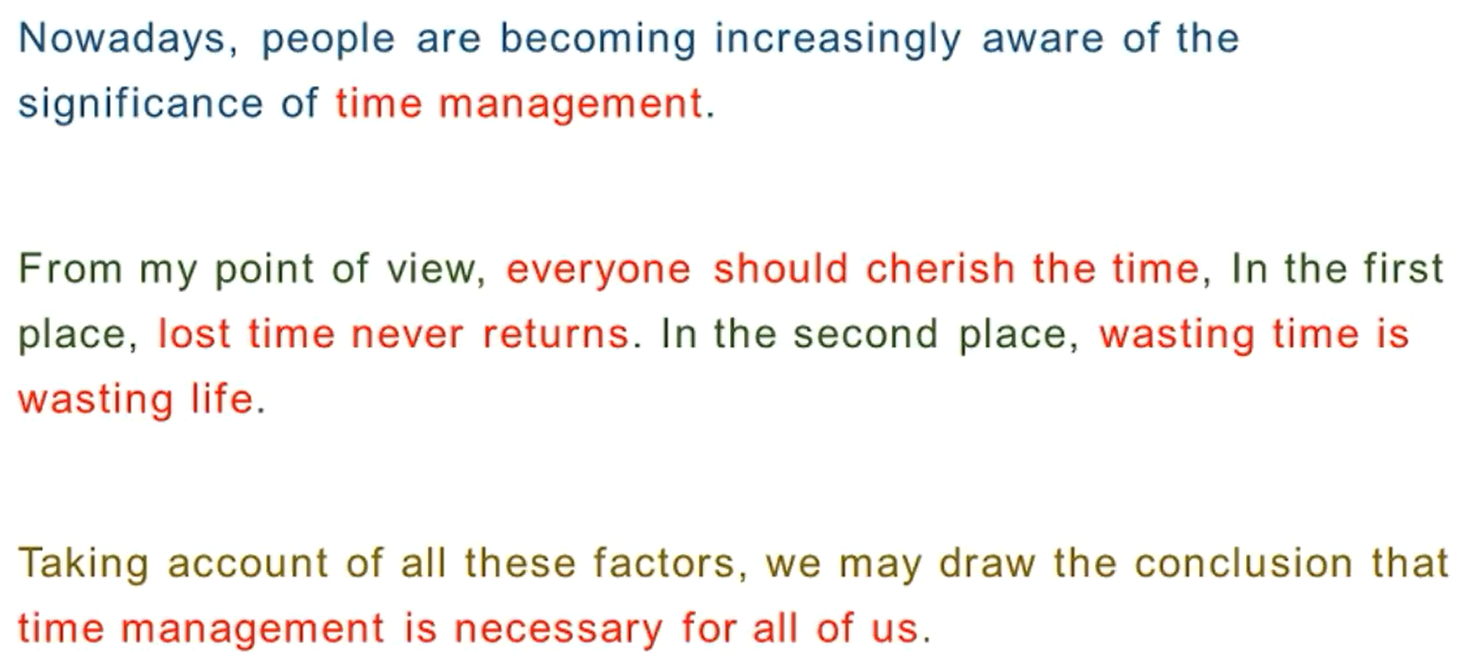 Nowadays, people are becoming increasingly aware of the
significance of time management.
From my point of view, everyone should cherish the time, In the first
place, lost time never returns. In the second place, wasting time is
wasting life.
Taking account of all these factors, we may draw the conclusion that
time management is necessary for all of us.